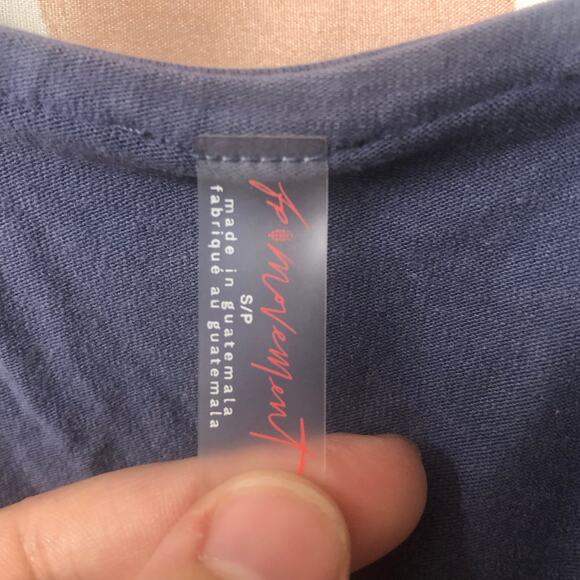 fp movement
S/P
made in guatemala
fabriqué au guatemala